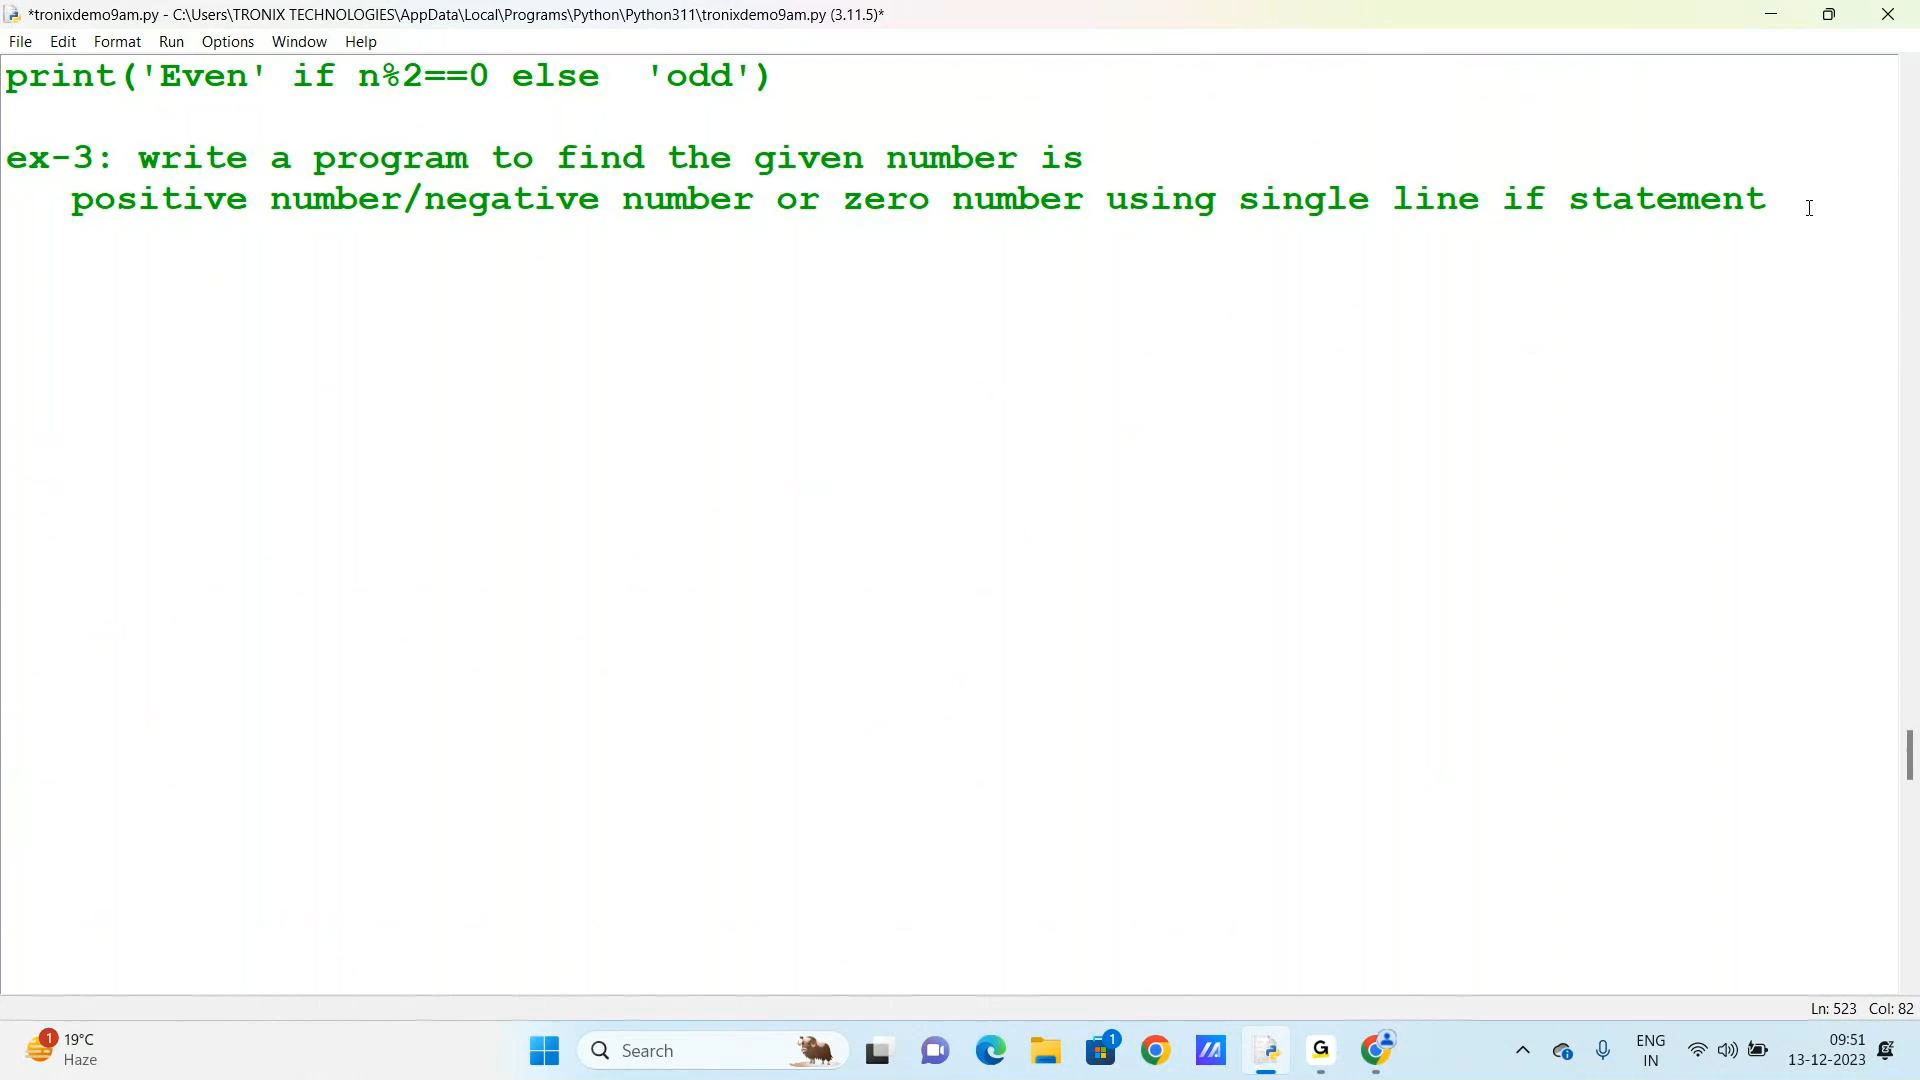 *tronixdemo9am.py - C:\Users\TRONIX TECHNOLOGIES\AppData\Local\Programs\Python\Python311\tronixdemo9am.py (3.11.5)*
File Edit Format Run Options Window Help
print('Even' if n%2==0 else  'odd')
ex-3: write a program to find the given number is
   positive number/negative number or zero number using single line if statement
Ln: 523 Col: 82
1
19°C
Haze
Search
1
G
ENG
IN
09:51
13-12-2023